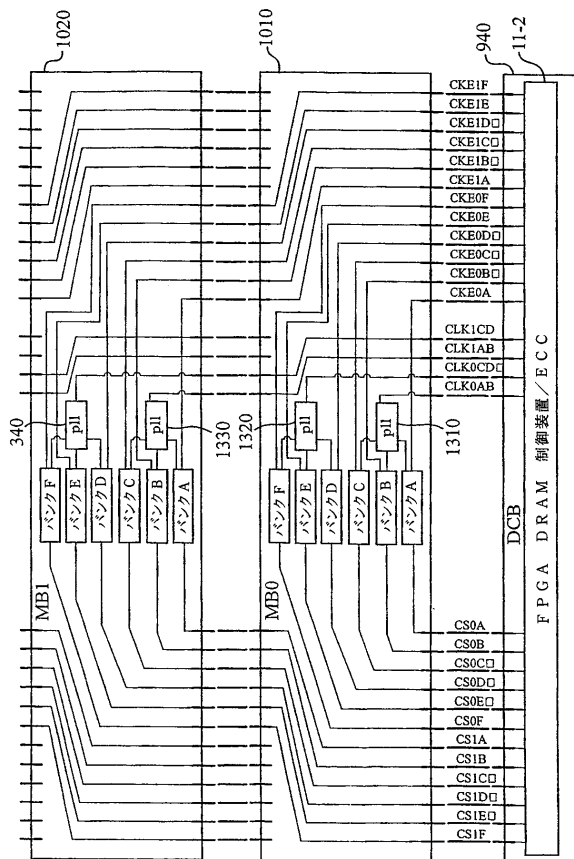 1020
MB1
バンクF
バンクE
バンクD
バンクC
バンクB
バンクA
pll
340
pll
1330
1010
MB0
バンクF
バンクE
バンクD
バンクC
バンクB
バンクA
pll
1320
pll
1310
CS1F
CS1E□
CS1D□
CS1C□
CS1B
CS1A
CS0F
CS0E□
CS0D□
CS0C□
CS0B
CS0A
CLK0AB
CLK0CD□
CLK1AB
CLK1CD
CKE0A
CKE0B□
CKE0C□
CKE0D□
CKE0E
CKE0F
CKE1A
CKE1B□
CKE1C□
CKE1D□
CKE1E
CKE1F
940
11-2
DCB
FPGA DRAM 制御装置/ECC